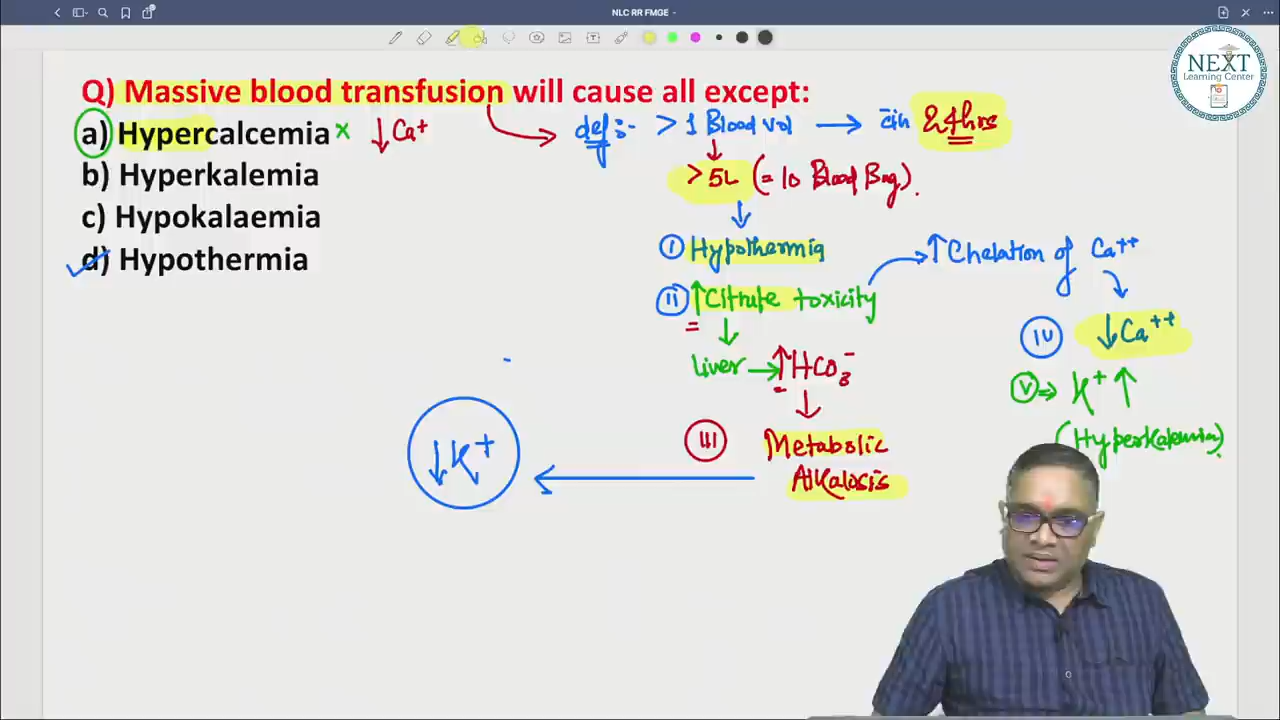 NLC RR FMGE
NEXT
Learning Center
Q) Massive blood transfusion will cause all except:
a) Hypercalcemia x ↓ Ca+
b) Hyperkalemia
c) Hypokalaemia
d) Hypothermia
def :- > 1 Blood Vol → in 24hrs
↓
> 5L (= 10 Blood Bag).
↓
I Hypothermia
II ↑ Citrate toxicity → ↑ Chelation of Ca++
↓
IV ↓ Ca++
Liver → ↑ HCO3-
V ⇒ K+ ↑
(Hyperkalemia)
↓
III Metabolic
Alkalosis
↓ K+